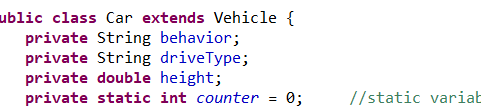 ublic class Car extends Vehicle {
private String behavior;
private String driveType;
private double height;
private static int counter = 0; //static variab